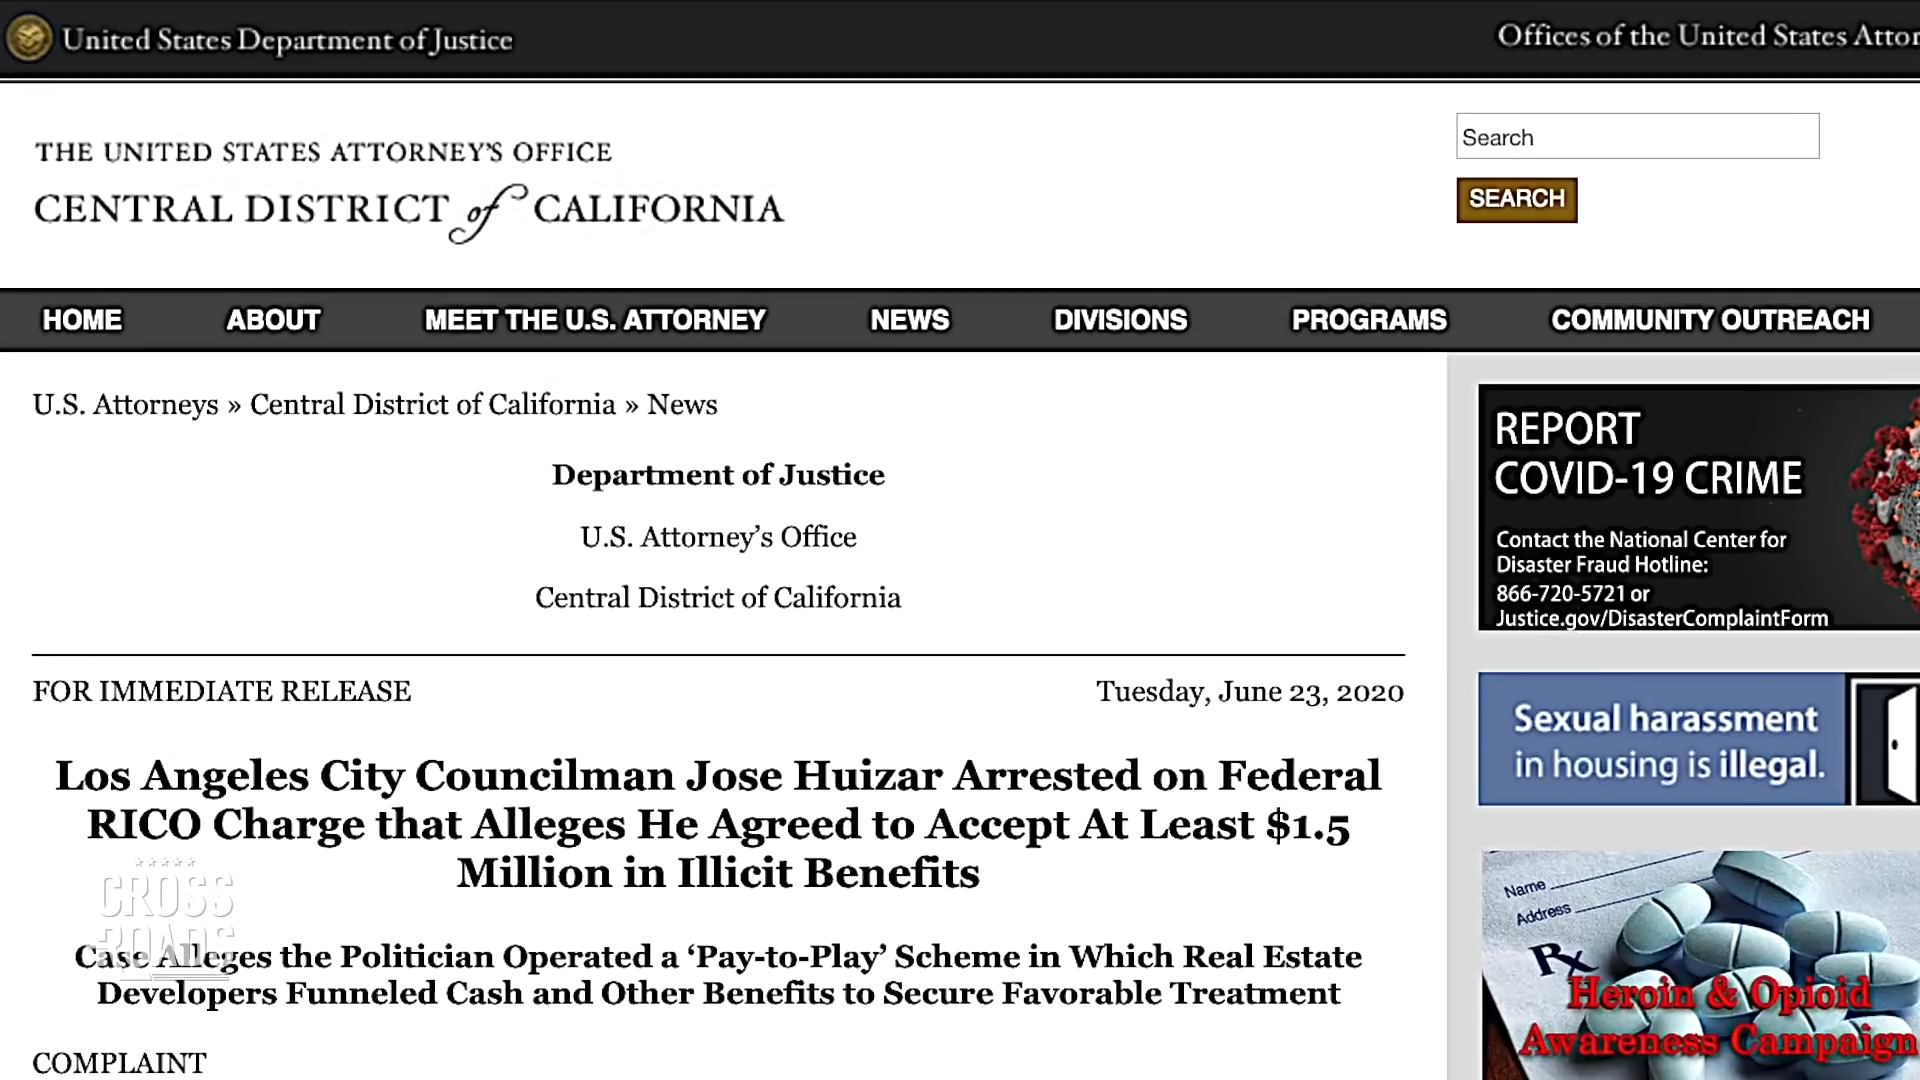 United States Department of Justice
Offices of the United States Attor
THE UNITED STATES ATTORNEY'S OFFICE
CENTRAL DISTRICT of CALIFORNIA
Search
SEARCH
HOME ABOUT MEET THE U.S. ATTORNEY NEWS DIVISIONS PROGRAMS COMMUNITY OUTREACH
U.S. Attorneys » Central District of California » News
Department of Justice
U.S. Attorney’s Office
Central District of California
FOR IMMEDIATE RELEASE
Tuesday, June 23, 2020
Los Angeles City Councilman Jose Huizar Arrested on Federal
RICO Charge that Alleges He Agreed to Accept At Least $1.5
Million in Illicit Benefits
Case Alleges the Politician Operated a ‘Pay-to-Play’ Scheme in Which Real Estate
Developers Funneled Cash and Other Benefits to Secure Favorable Treatment
COMPLAINT
CROSS
ROADS
REPORT
COVID-19 CRIME
Contact the National Center for
Disaster Fraud Hotline:
866-720-5721 or
Justice.gov/DisasterComplaintForm
Sexual harassment
in housing is illegal.
Name
Address
Rx
Heroin & Opioid
Awareness Campaign